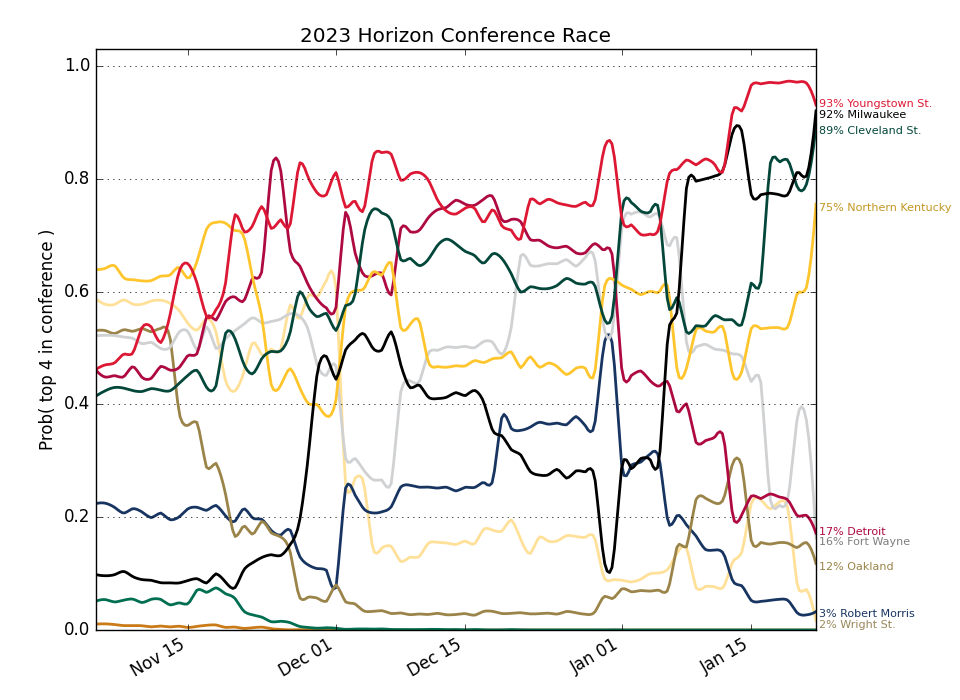 2023 Horizon Conference Race
Prob( top 4 in conference )
1.0
0.8
0.6
0.4
0.2
0.0
Nov 15
Dec 01
Dec 15
Jan 01
Jan 15
93% Youngstown St.
92% Milwaukee
89% Cleveland St.
75% Northern Kentucky
17% Detroit
16% Fort Wayne
12% Oakland
3% Robert Morris
2% Wright St.